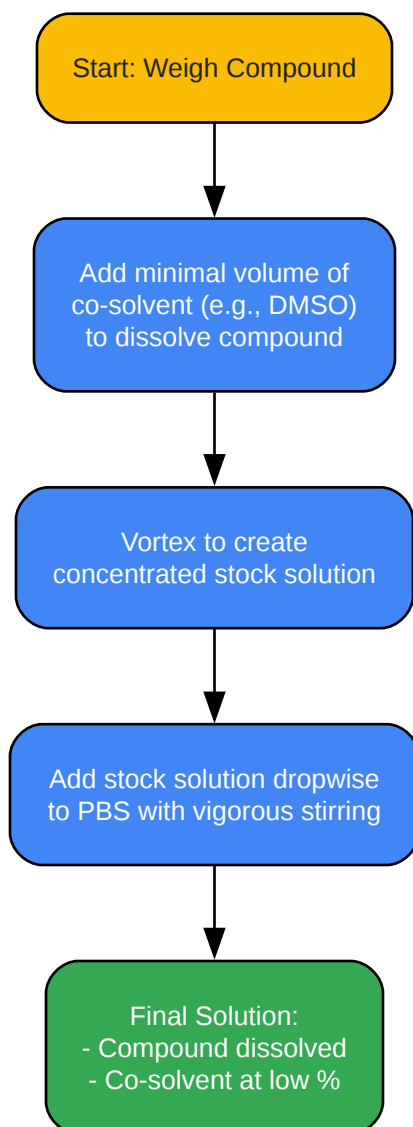 Start: Weigh Compound
Add minimal volume of
co-solvent (e.g., DMSO)
to dissolve compound
Vortex to create
concentrated stock solution
Add stock solution dropwise
to PBS with vigorous stirring
Final Solution:
- Compound dissolved
- Co-solvent at low %